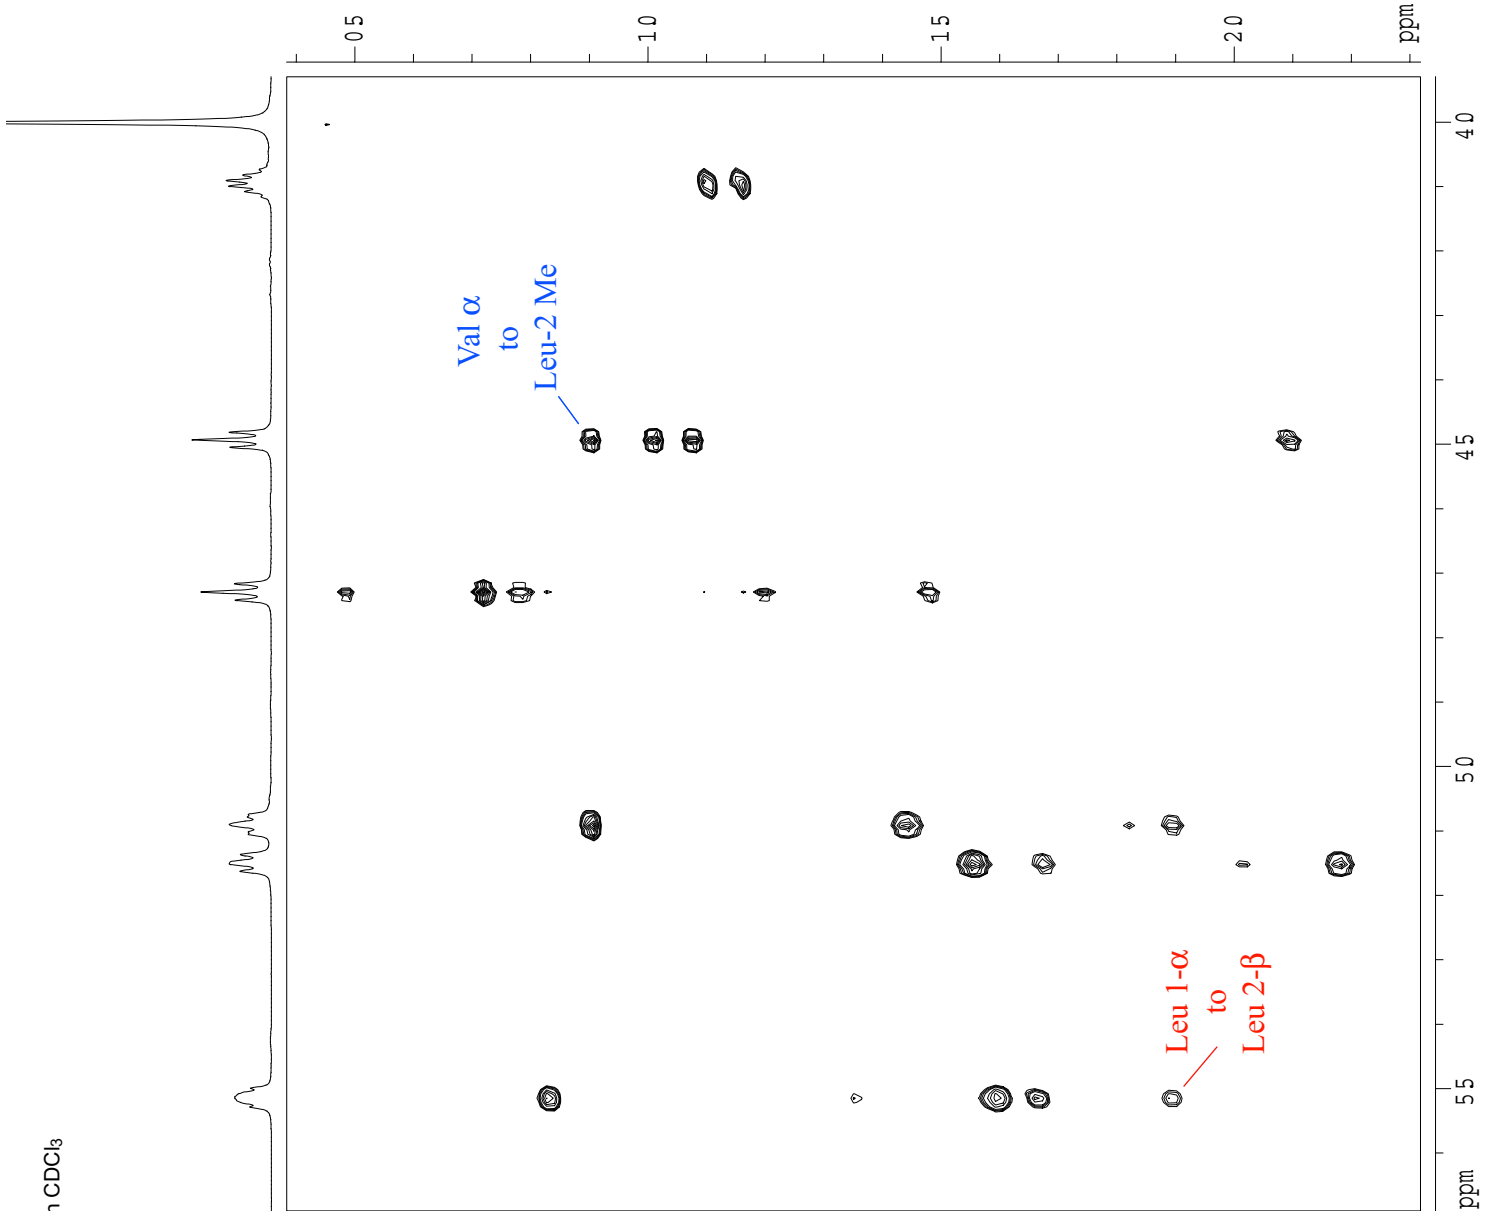 0.5
1.0
1.5
2.0
ppm
4.0
4.5
5.0
5.5
ppm
Val α
to
Leu-2 Me
Leu 1-α
to
Leu 2-β
n CDCl₃